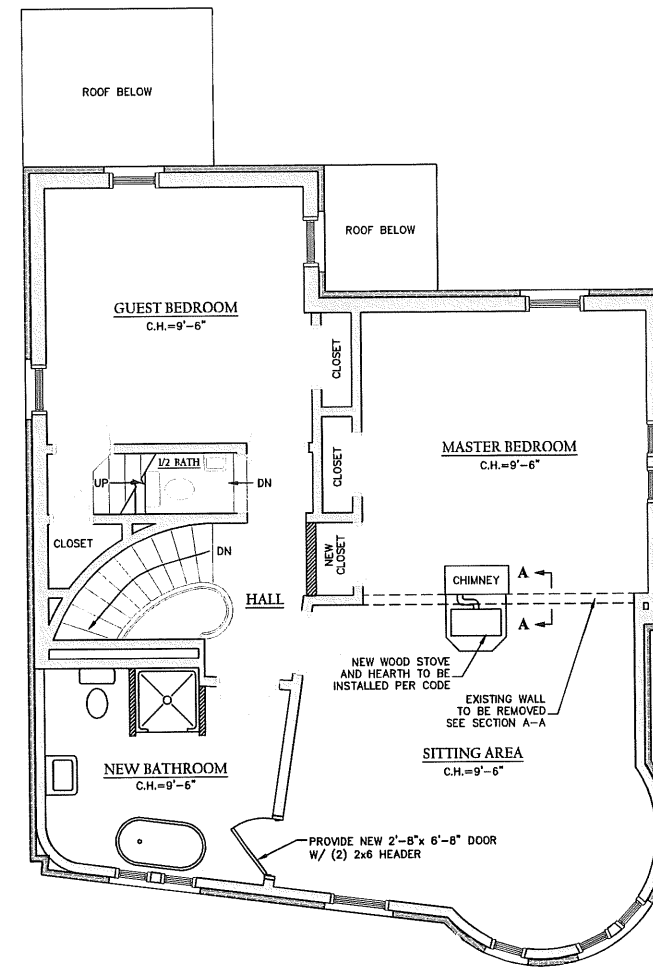 ROOF BELOW
ROOF BELOW
GUEST BEDROOM
C.H.=9'-6"
CLOSET
MASTER BEDROOM
C.H.=9'-6"
CLOSET
1/2 BATH
UP
DN
CLOSET
DN
NEW
CLOSET
HALL
CHIMNEY
A
A
NEW WOOD STOVE
AND HEARTH TO BE
INSTALLED PER CODE
EXISTING WALL
TO BE REMOVED
SEE SECTION A-A
SITTING AREA
C.H.=9'-6"
NEW BATHROOM
C.H.=9'-6"
PROVIDE NEW 2'-8"x 6'-8" DOOR
W/ (2) 2x6 HEADER